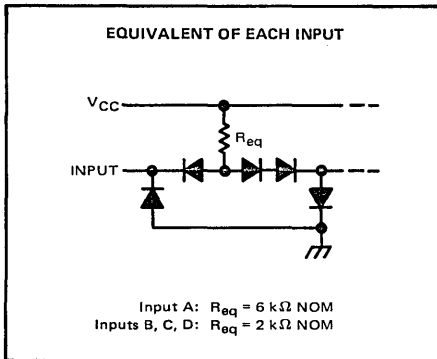 EQUIVALENT OF EACH INPUT
VCC
Req
INPUT
Input A: Req = 6 kΩ NOM
Inputs B, C, D: Req = 2 kΩ NOM